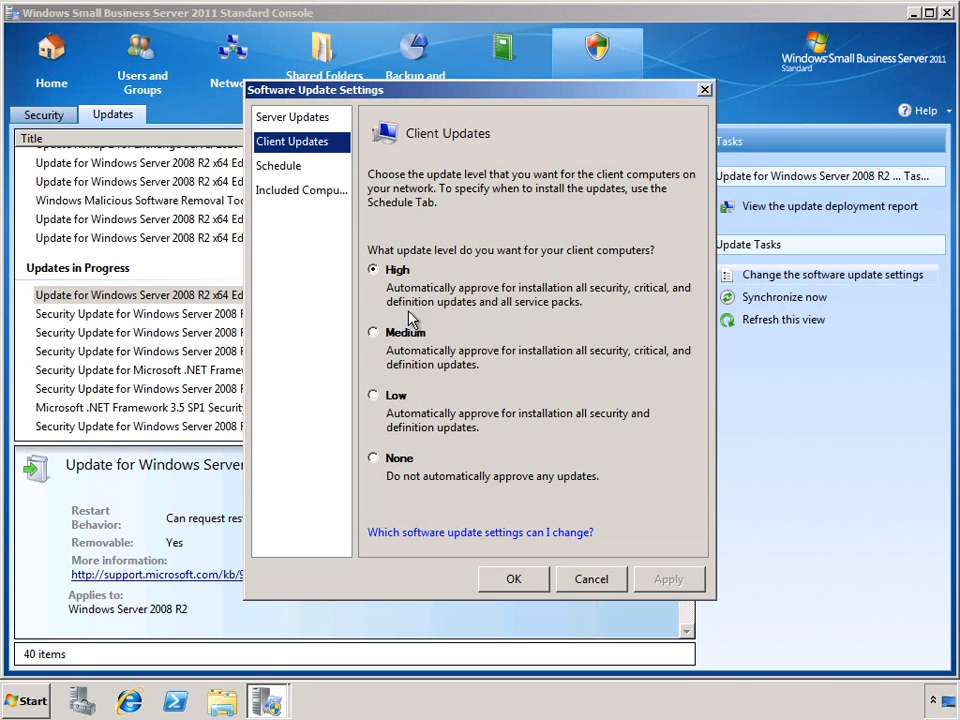 Windows Small Business Server 2011 Standard Console
Home
Users and
Groups
Netw
Shared Folders
Backup and
Windows Small Business Server 2011
Standard
Security
Updates
Help
Title
Update for Windows Server 2008 R2 x64 Ed
Update for Windows Server 2008 R2 x64 Ed
Windows Malicious Software Removal Too
Update for Windows Server 2008 R2 x64 Ed
Update for Windows Server 2008 R2 x64 Ed
Updates in Progress
Update for Windows Server 2008 R2 x64 Ed
Security Update for Windows Server 2008 R
Security Update for Windows Server 2008 R
Security Update for Windows Server 2008 R
Security Update for Microsoft .NET Frame
Security Update for Windows Server 2008 R
Microsoft .NET Framework 3.5 SP1 Securit
Security Update for Windows Server 2008 R
Update for Windows Server
Restart
Behavior:
Can request res
Removable:
Yes
More information:
http://support.microsoft.com/kb/9
Applies to:
Windows Server 2008 R2
40 items
Software Update Settings
Server Updates
Client Updates
Schedule
Included Compu...
Client Updates
Choose the update level that you want for the client computers on
your network. To specify when to install the updates, use the
Schedule Tab.
What update level do you want for your client computers?
High
Automatically approve for installation all security, critical, and
definition updates and all service packs.
Medium
Automatically approve for installation all security, critical, and
definition updates.
Low
Automatically approve for installation all security and
definition updates.
None
Do not automatically approve any updates.
Which software update settings can I change?
OK
Cancel
Apply
Tasks
Update for Windows Server 2008 R2 ... Tas...
View the update deployment report
Update Tasks
Change the software update settings
Synchronize now
Refresh this view
Start